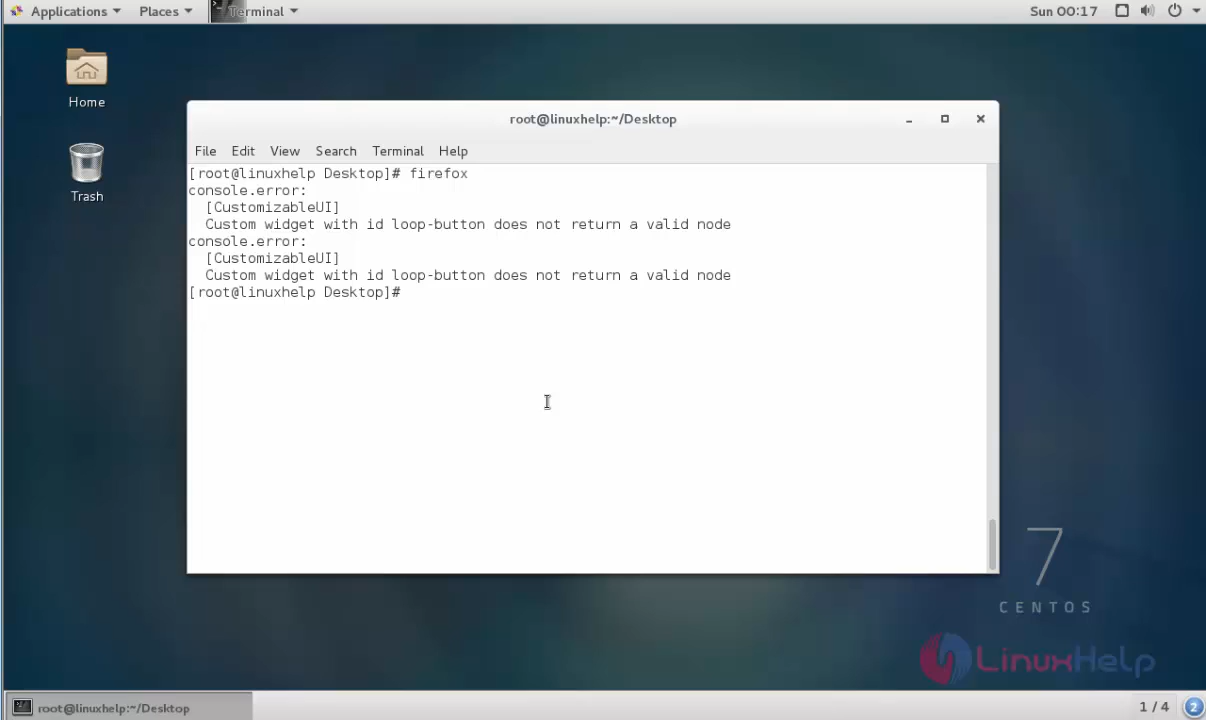 Applications Places Terminal Sun 00:17
Home
Trash
root@linuxhelp:~/Desktop
File Edit View Search Terminal Help
[root@linuxhelp Desktop]# firefox
console.error:
  [CustomizableUI]
  Custom widget with id loop-button does not return a valid node
console.error:
  [CustomizableUI]
  Custom widget with id loop-button does not return a valid node
[root@linuxhelp Desktop]#
7
CENTOS
LinuxHelp
root@linuxhelp:~/Desktop 1 / 4 2